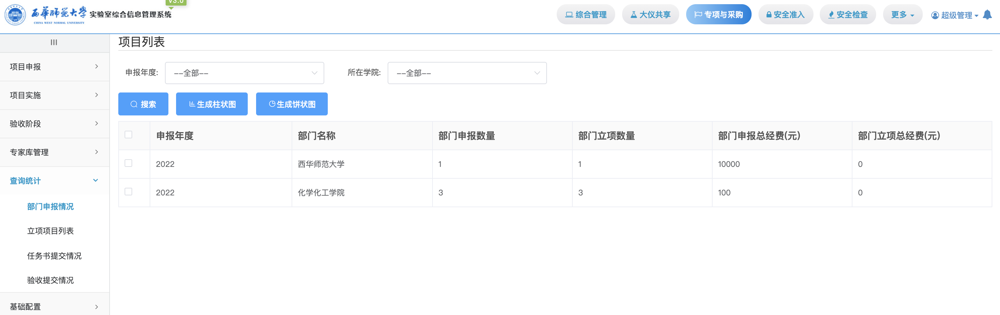 V3.0
西华师范大学
CHINA WEST NORMAL UNIVERSITY
实验室综合信息管理系统
综合管理
大仪共享
专项与采购
安全准入
安全检查
更多
超级管理
项目申报
项目实施
验收阶段
专家库管理
查询统计
部门申报情况
立项项目列表
任务书提交情况
验收提交情况
基础配置
项目列表
申报年度: --全部-- 所在学院: --全部--
搜索 生成柱状图 生成饼状图
申报年度 部门名称 部门申报数量 部门立项数量 部门申报总经费(元) 部门立项总经费(元)
2022 西华师范大学 1 1 10000 0
2022 化学化工学院 3 3 100 0